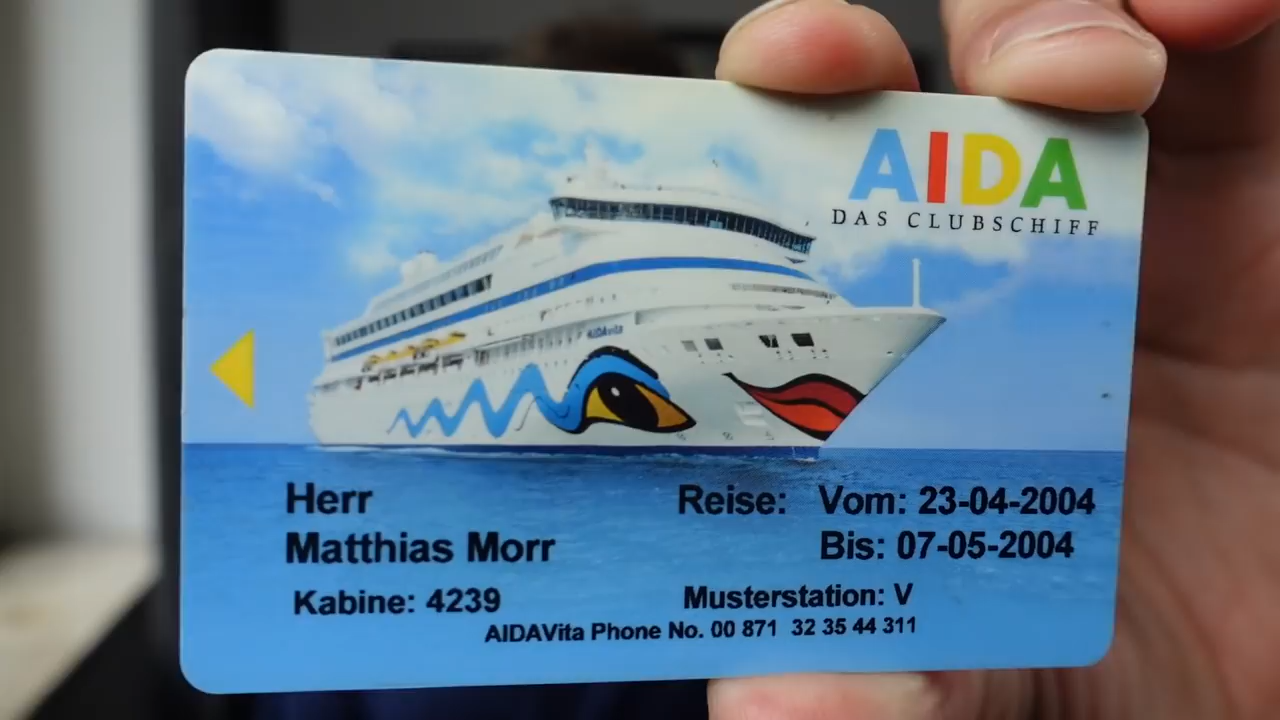 AIDA
DAS CLUBSCHIFF
AIDAvita
Herr
Matthias Morr
Reise: Vom: 23-04-2004
Bis: 07-05-2004
Kabine: 4239
Musterstation: V
AIDAVita Phone No. 00 871 32 35 44 311